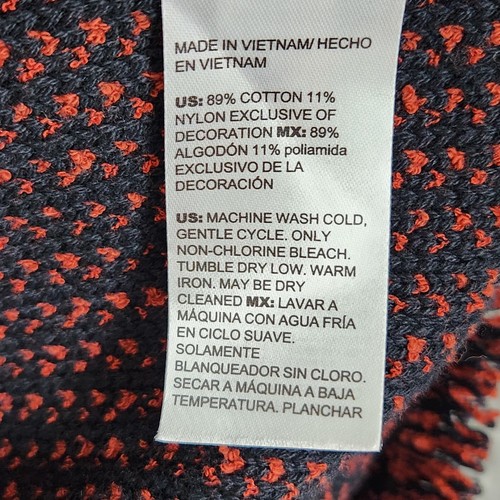 MADE IN VIETNAM/ HECHO
EN VIETNAM
US: 89% COTTON 11%
NYLON EXCLUSIVE OF
DECORATION MX: 89%
ALGODÓN 11% poliamida
EXCLUSIVO DE LA
DECORACIÓN
US: MACHINE WASH COLD,
GENTLE CYCLE. ONLY
NON-CHLORINE BLEACH.
TUMBLE DRY LOW. WARM
IRON. MAY BE DRY
CLEANED MX: LAVAR A
MÁQUINA CON AGUA FRÍA
EN CICLO SUAVE.
SOLAMENTE
BLANQUEADOR SIN CLORO.
SECAR A MÁQUINA A BAJA
TEMPERATURA. PLANCHAR